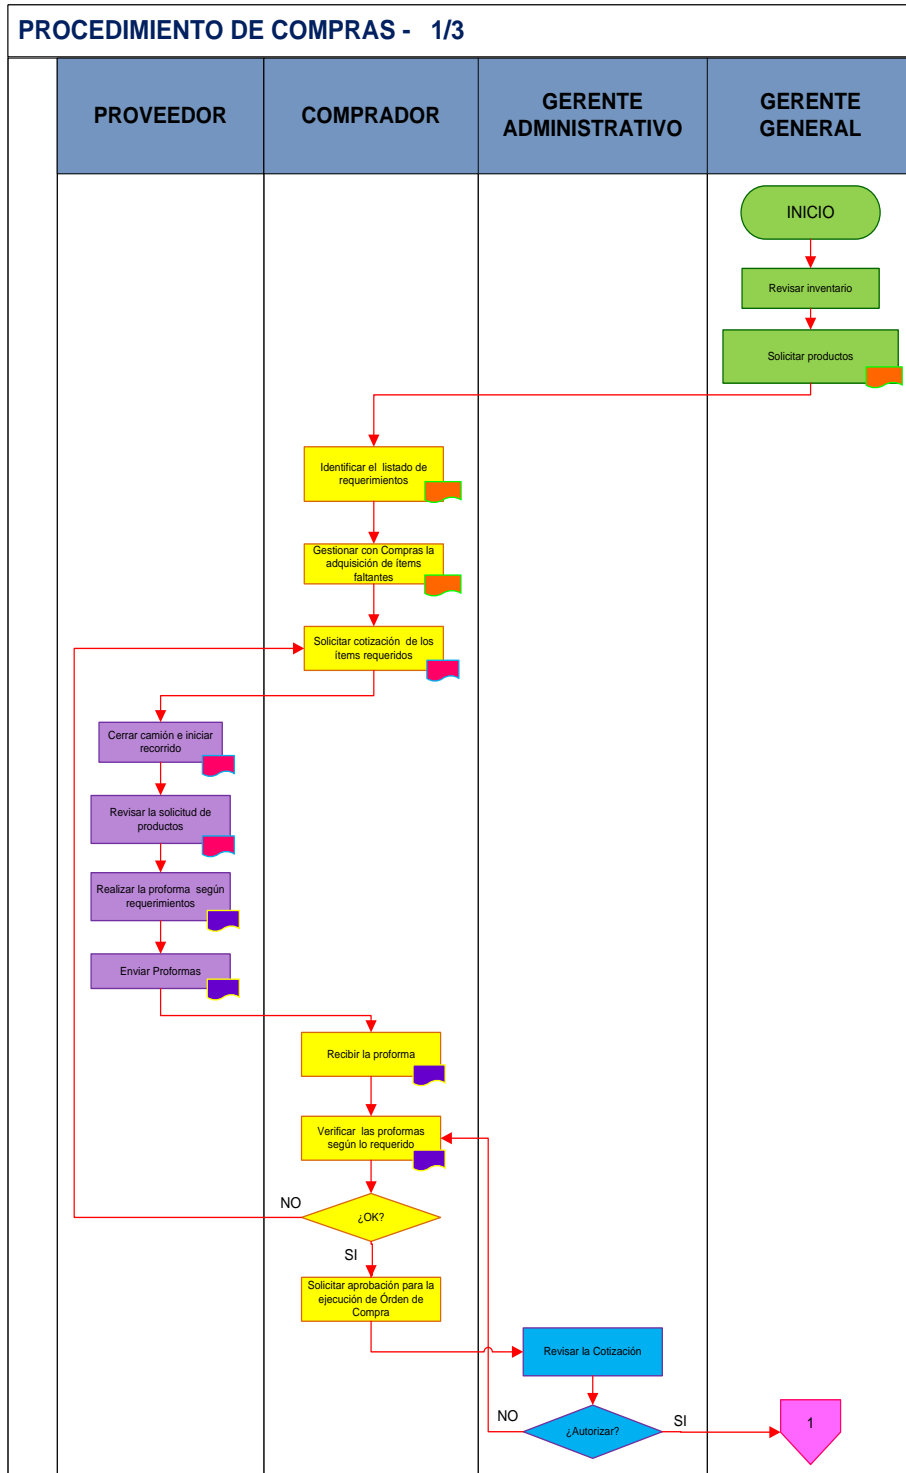 PROCEDIMIENTO DE COMPRAS - 1/3
PROVEEDOR
COMPRADOR
GERENTE
ADMINISTRATIVO
GERENTE
GENERAL
INICIO
Revisar inventario
Solicitar productos
Identificar el listado de
requerimientos
Gestionar con Compras la
adquisición de ítems
faltantes
Solicitar cotización de los
ítems requeridos
Cerrar camión e iniciar
recorrido
Revisar la solicitud de
productos
Realizar la proforma según
requerimientos
Enviar Proformas
Recibir la proforma
Verificar las proformas
según lo requerido
¿OK?
NO
SI
Solicitar aprobación para la
ejecución de Órden de
Compra
Revisar la Cotización
¿Autorizar?
NO
SI
1